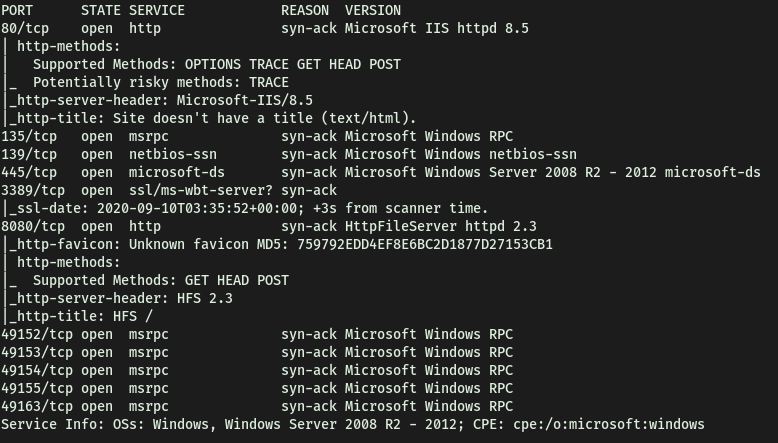 PORT      STATE SERVICE            REASON  VERSION
80/tcp    open  http               syn-ack Microsoft IIS httpd 8.5
| http-methods:
|   Supported Methods: OPTIONS TRACE GET HEAD POST
|_  Potentially risky methods: TRACE
|_http-server-header: Microsoft-IIS/8.5
|_http-title: Site doesn't have a title (text/html).
135/tcp   open  msrpc              syn-ack Microsoft Windows RPC
139/tcp   open  netbios-ssn        syn-ack Microsoft Windows netbios-ssn
445/tcp   open  microsoft-ds       syn-ack Microsoft Windows Server 2008 R2 - 2012 microsoft-ds
3389/tcp  open  ssl/ms-wbt-server? syn-ack
|_ssl-date: 2020-09-10T03:35:52+00:00; +3s from scanner time.
8080/tcp  open  http               syn-ack HttpFileServer httpd 2.3
|_http-favicon: Unknown favicon MD5: 759792EDD4EF8E6BC2D1877D27153CB1
| http-methods:
|_  Supported Methods: GET HEAD POST
|_http-server-header: HFS 2.3
|_http-title: HFS /
49152/tcp open  msrpc              syn-ack Microsoft Windows RPC
49153/tcp open  msrpc              syn-ack Microsoft Windows RPC
49154/tcp open  msrpc              syn-ack Microsoft Windows RPC
49155/tcp open  msrpc              syn-ack Microsoft Windows RPC
49163/tcp open  msrpc              syn-ack Microsoft Windows RPC
Service Info: OSs: Windows, Windows Server 2008 R2 - 2012; CPE: cpe:/o:microsoft:windows